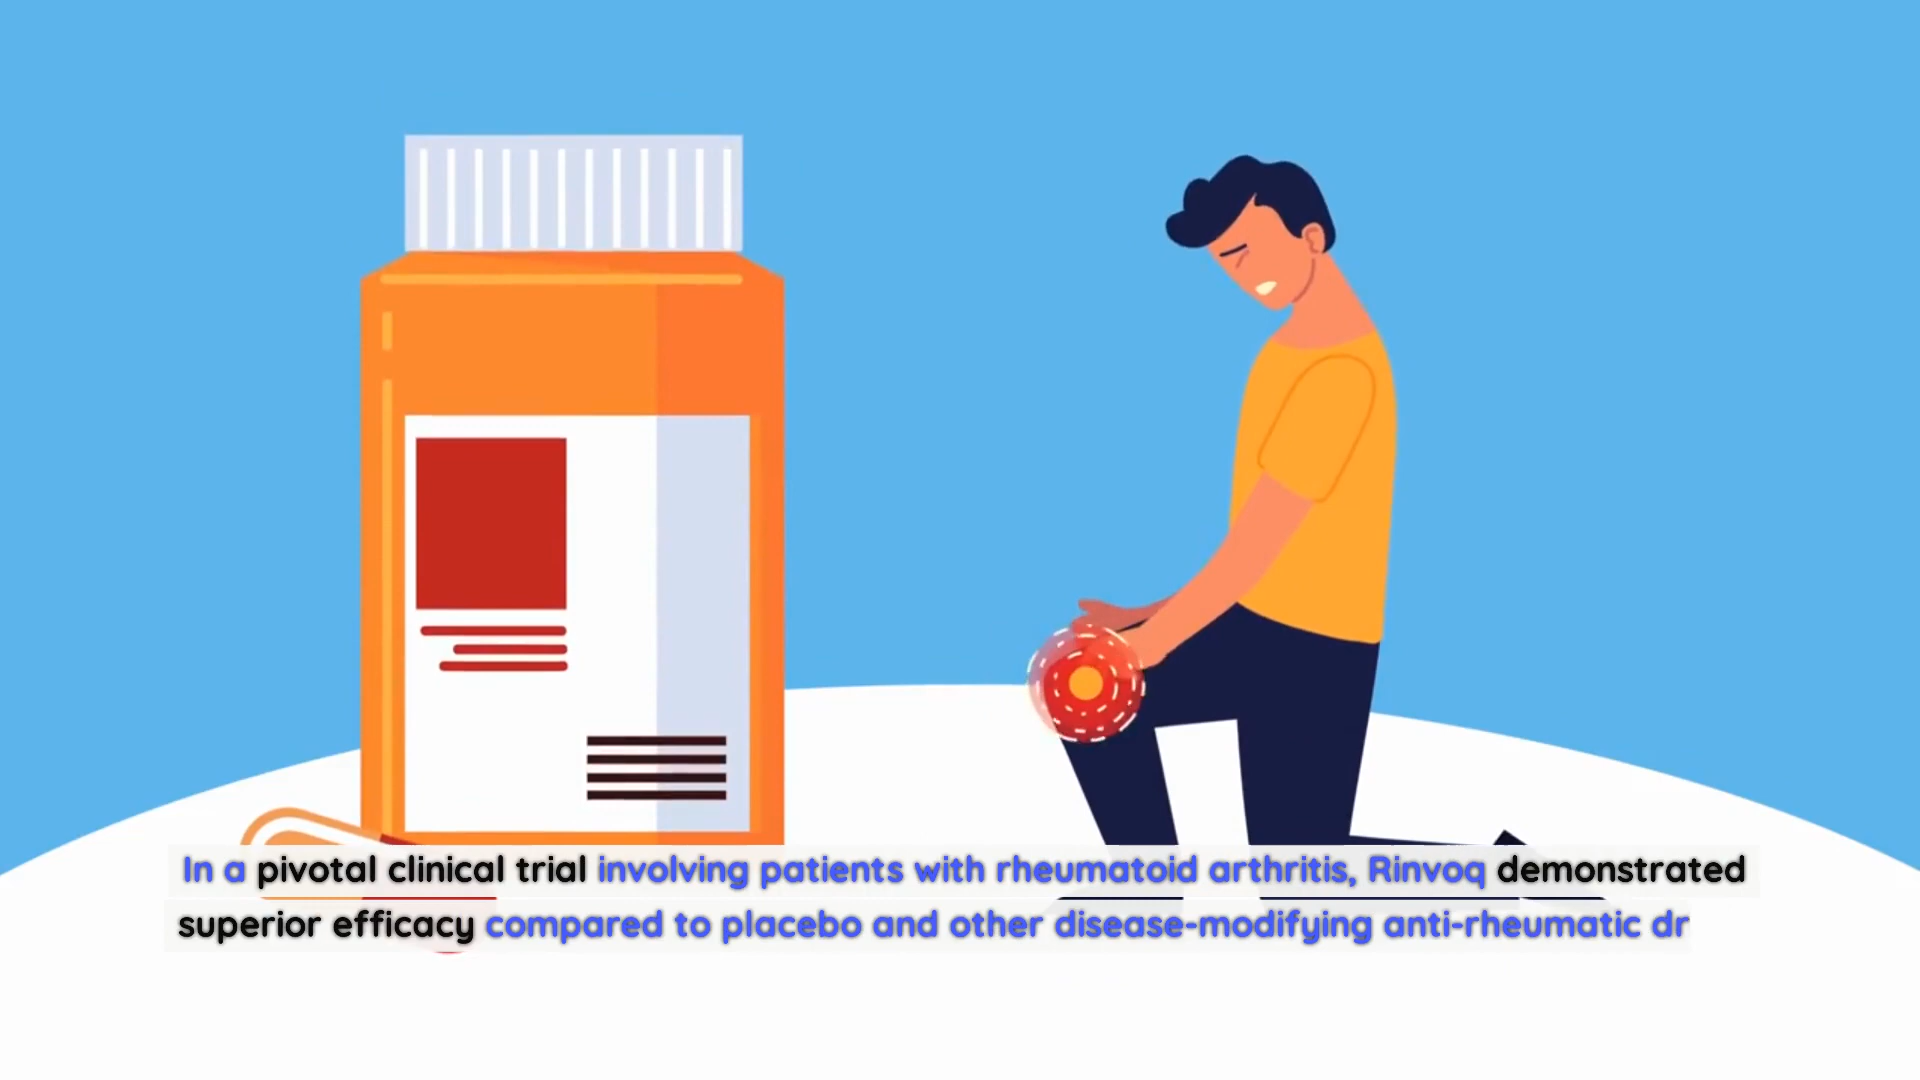 In a pivotal clinical trial involving patients with rheumatoid arthritis, Rinvoq demonstrated
superior efficacy compared to placebo and other disease-modifying anti-rheumatic dr